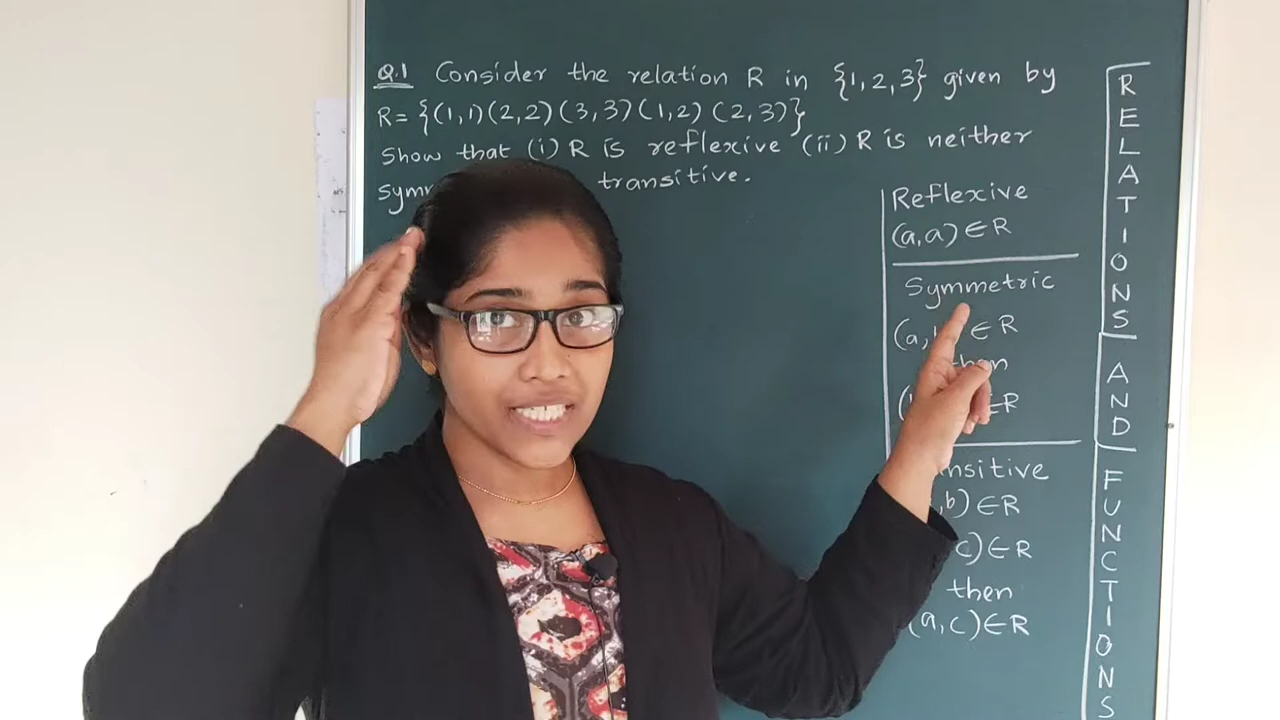 Q.1 Consider the relation R in {1,2,3} given by
R= {(1,1)(2,2)(3,3)(1,2) (2,3)}
Show that (i) R is reflexive (ii) R is neither
transitive.
Reflexive
(a,a)∈R
Symmetric
∈R
then
∈R
(a,c)∈R
then
RELATIONS
AND
FUNCTIONS